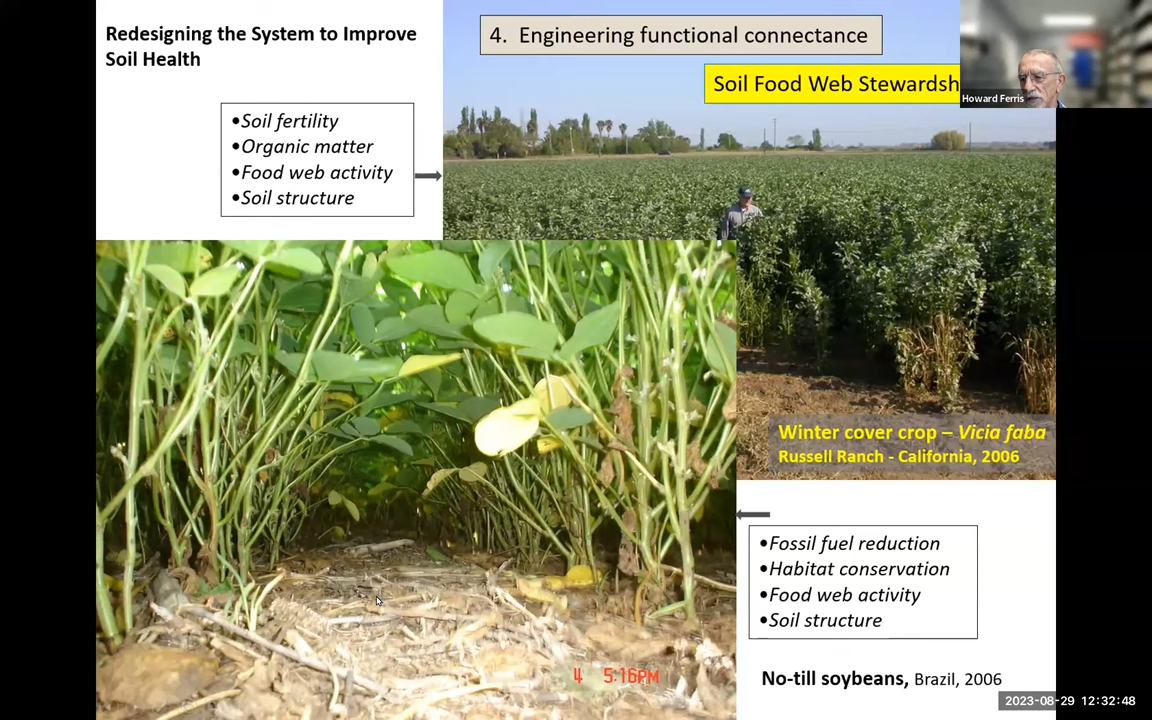 Redesigning the System to Improve
Soil Health
4. Engineering functional connectance
Soil Food Web Stewardsh
Howard Ferris
•Soil fertility
•Organic matter
•Food web activity
•Soil structure
Winter cover crop – Vicia faba
Russell Ranch - California, 2006
•Fossil fuel reduction
•Habitat conservation
•Food web activity
•Soil structure
4 5:16PM
No-till soybeans, Brazil, 2006
2023-08-29 12:32:48